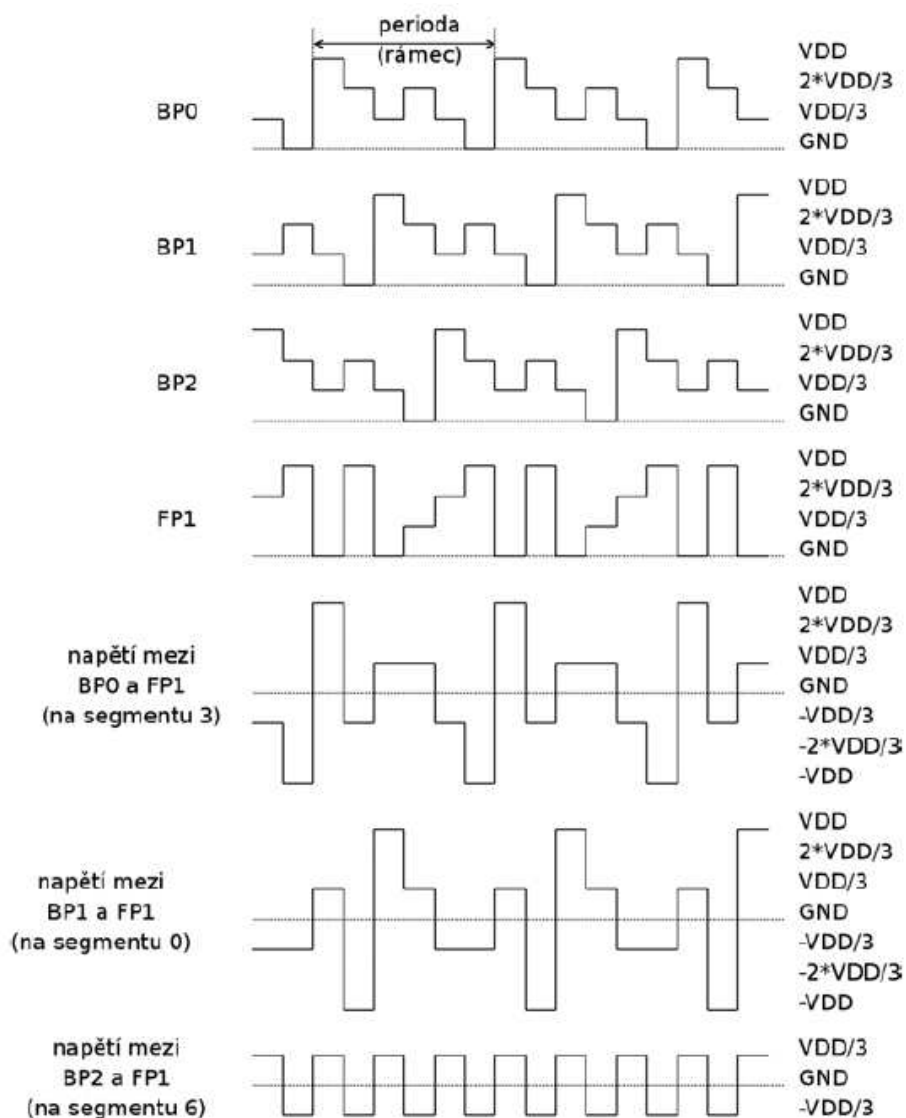 perioda
(rámec)
BP0
VDD
2*VDD/3
VDD/3
GND
BP1
VDD
2*VDD/3
VDD/3
GND
BP2
VDD
2*VDD/3
VDD/3
GND
FP1
VDD
2*VDD/3
VDD/3
GND
napětí mezi
BP0 a FP1
(na segmentu 3)
VDD
2*VDD/3
VDD/3
GND
-VDD/3
-2*VDD/3
-VDD
napětí mezi
BP1 a FP1
(na segmentu 0)
VDD
2*VDD/3
VDD/3
GND
-VDD/3
-2*VDD/3
-VDD
napětí mezi
BP2 a FP1
(na segmentu 6)
VDD/3
GND
-VDD/3